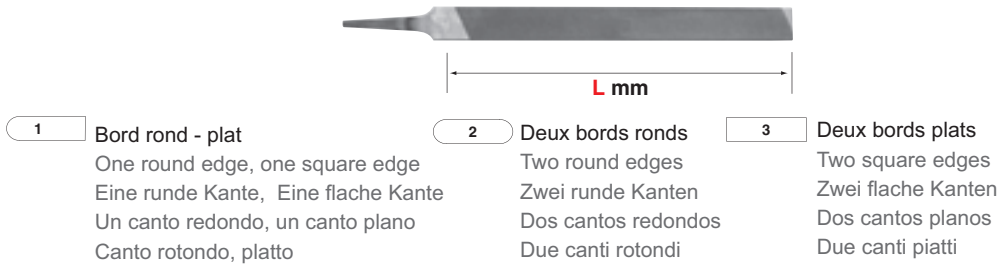 L mm
1
Bord rond - plat
One round edge, one square edge
Eine runde Kante, Eine flache Kante
Un canto redondo, un canto plano
Canto rotondo, platto
2
Deux bords ronds
Two round edges
Zwei runde Kanten
Dos cantos redondos
Due canti rotondi
3
Deux bords plats
Two square edges
Zwei flache Kanten
Dos cantos planos
Due canti piatti